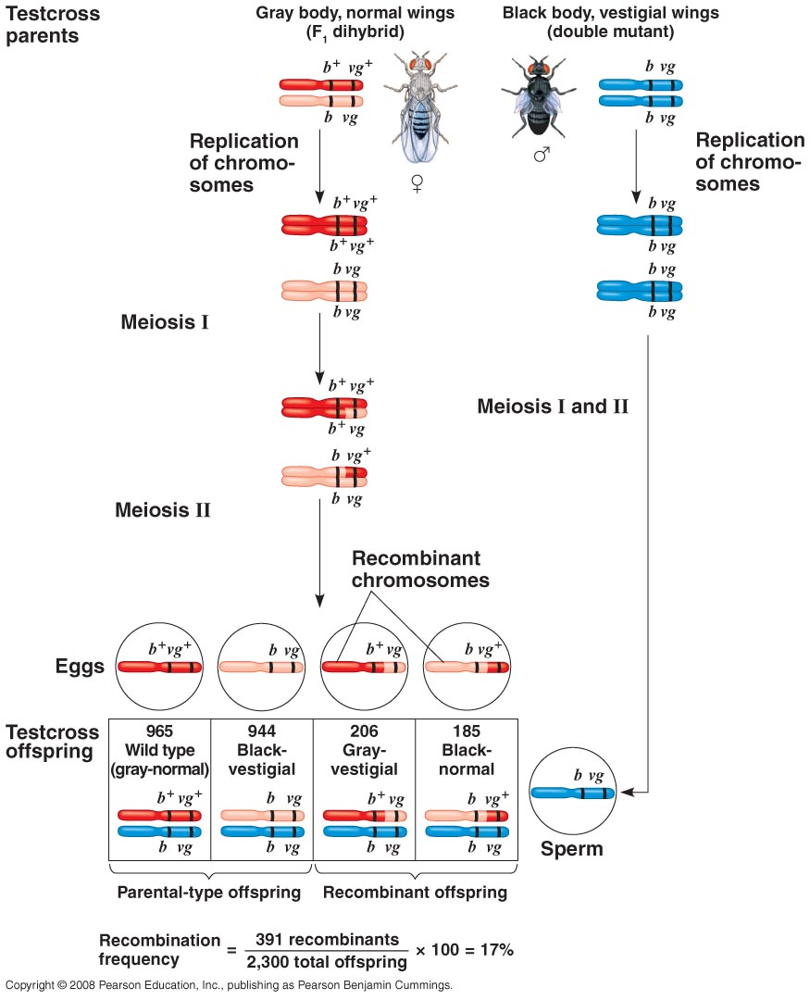 Testcross
parents
Gray body, normal wings
(F1 dihybrid)
Black body, vestigial wings
(double mutant)
b+ vg+
b vg
b vg
b vg
♀
♂
Replication
of chromo-
somes
Replication
of chromo-
somes
b+ vg+
b+ vg+
b vg
b vg
b vg
b vg
b vg
b vg
Meiosis I
b+ vg+
b+ vg
b vg+
b vg
Meiosis I and II
Meiosis II
Recombinant
chromosomes
Eggs
b+ vg+
b vg
b+ vg
b vg+
Testcross
offspring
965
Wild type
(gray-normal)
944
Black-
vestigial
206
Gray-
vestigial
185
Black-
normal
b+ vg+
b vg
b vg
b vg
b+ vg
b vg
b vg+
b vg
b vg
Sperm
Parental-type offspring
Recombinant offspring
Recombination
frequency
= 391 recombinants
2,300 total offspring
× 100 = 17%
Copyright © 2008 Pearson Education, Inc., publishing as Pearson Benjamin Cummings.